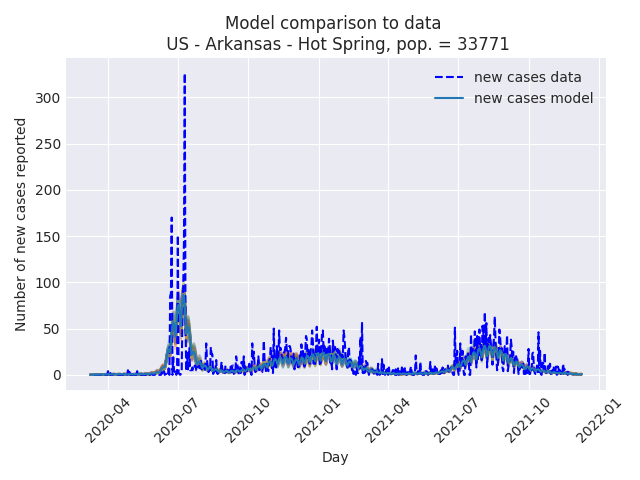 Model comparison to data
US - Arkansas - Hot Spring, pop. = 33771
new cases data
new cases model
Number of new cases reported
300
250
200
150
100
50
0
2020-04
2020-07
2020-10
2021-01
2021-04
2021-07
2021-10
2022-01
Day